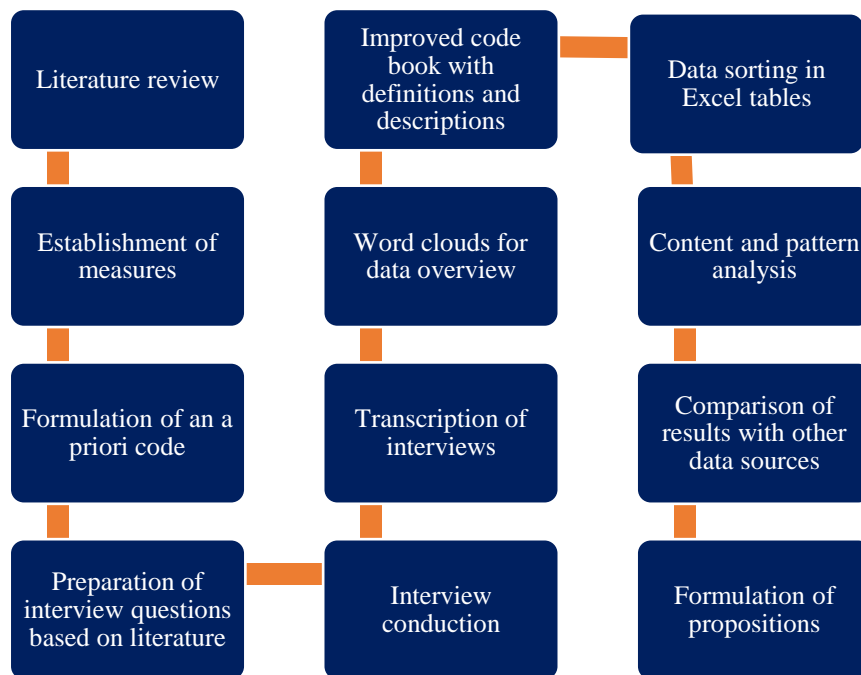 Literature review
Establishment of
measures
Formulation of an a
priori code
Preparation of
interview questions
based on literature
Interview
conduction
Transcription of
interviews
Word clouds for
data overview
Improved code
book with
definitions and
descriptions
Data sorting in
Excel tables
Content and pattern
analysis
Comparison of
results with other
data sources
Formulation of
propositions